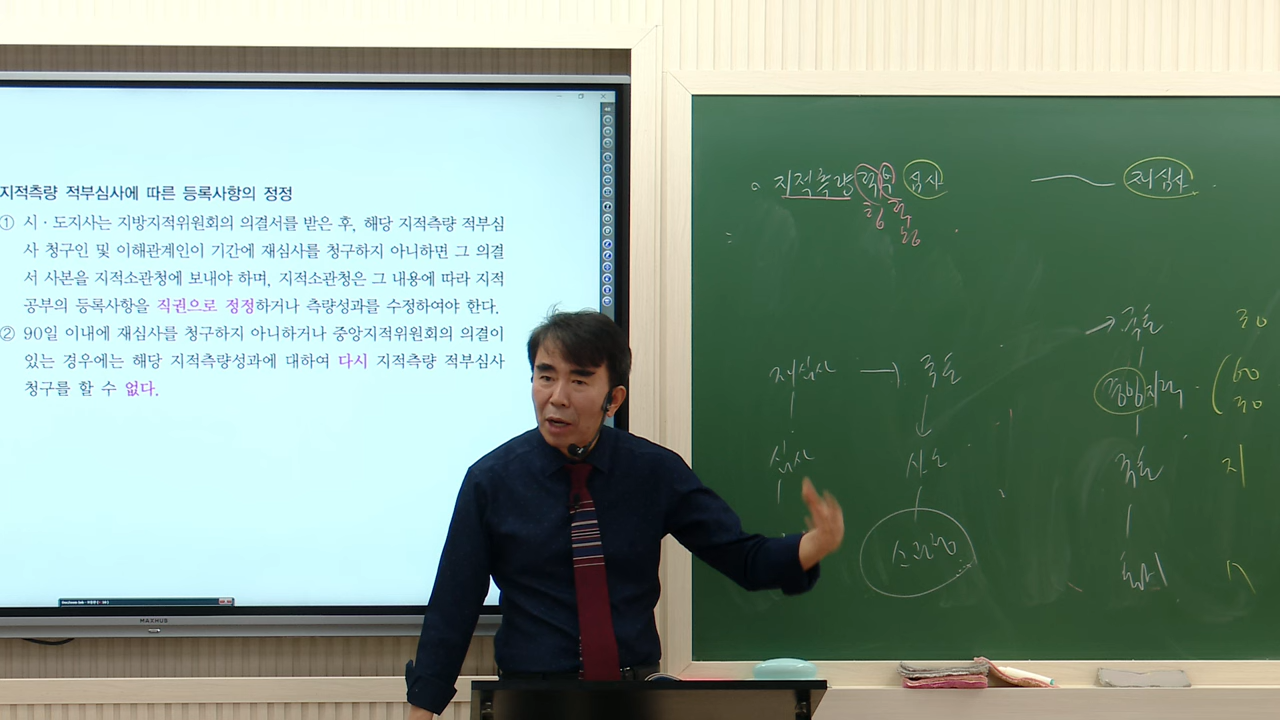 지적측량 적부심사에 따른 등록사항의 정정
① 시·도지사는 지방지적위원회의 의결서를 받은 후, 해당 지적측량 적부심
사 청구인 및 이해관계인이 기간에 재심사를 청구하지 아니하면 그 의결
서 사본을 지적소관청에 보내야 하며, 지적소관청은 그 내용에 따라 지적
공부의 등록사항을 직권으로 정정하거나 측량성과를 수정하여야 한다.
② 90일 이내에 재심사를 청구하지 아니하거나 중앙지적위원회의 의결이
있는 경우에는 해당 지적측량성과에 대하여 다시 지적측량 적부심사
청구를 할 수 없다.
MAXHUB
지적측량 적부 심사
재심사
재심사 → 국토
심사
국토 30
중앙지적 60
30
국토 지
7